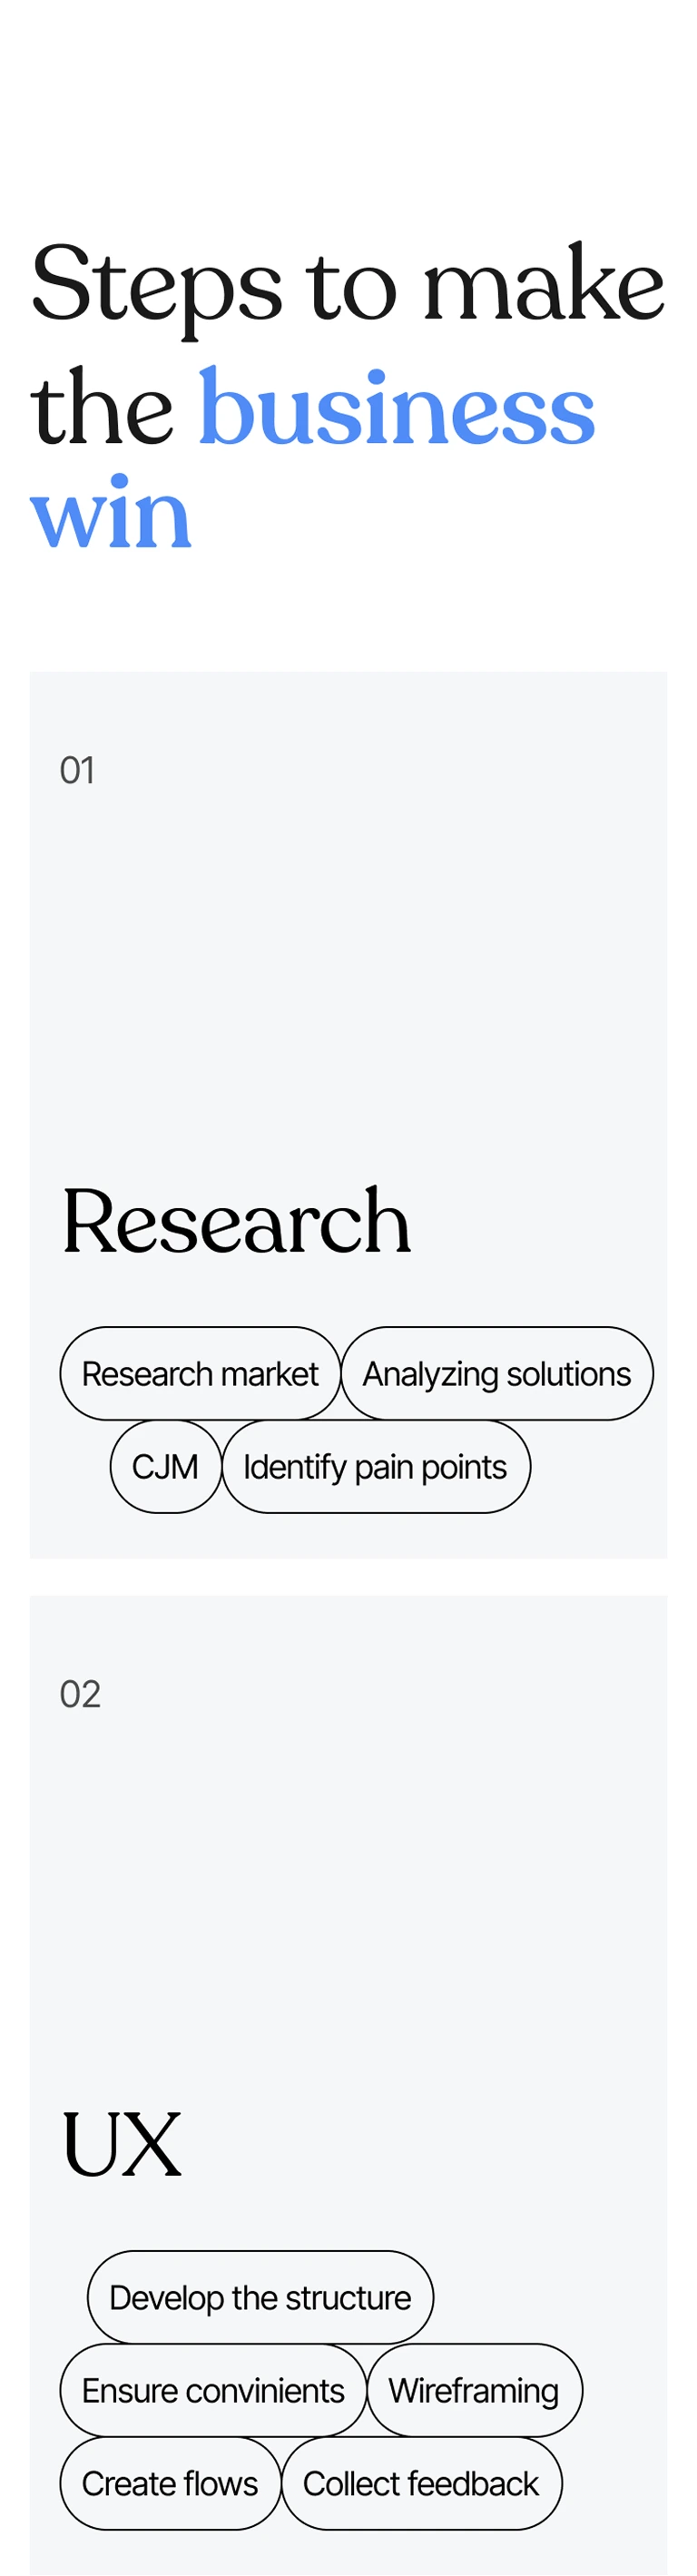 Steps to make
the business
win
01
Research
Research market Analyzing solutions
CJM Identify pain points
02
UX
Develop the structure
Ensure convinients Wireframing
Create flows Collect feedback